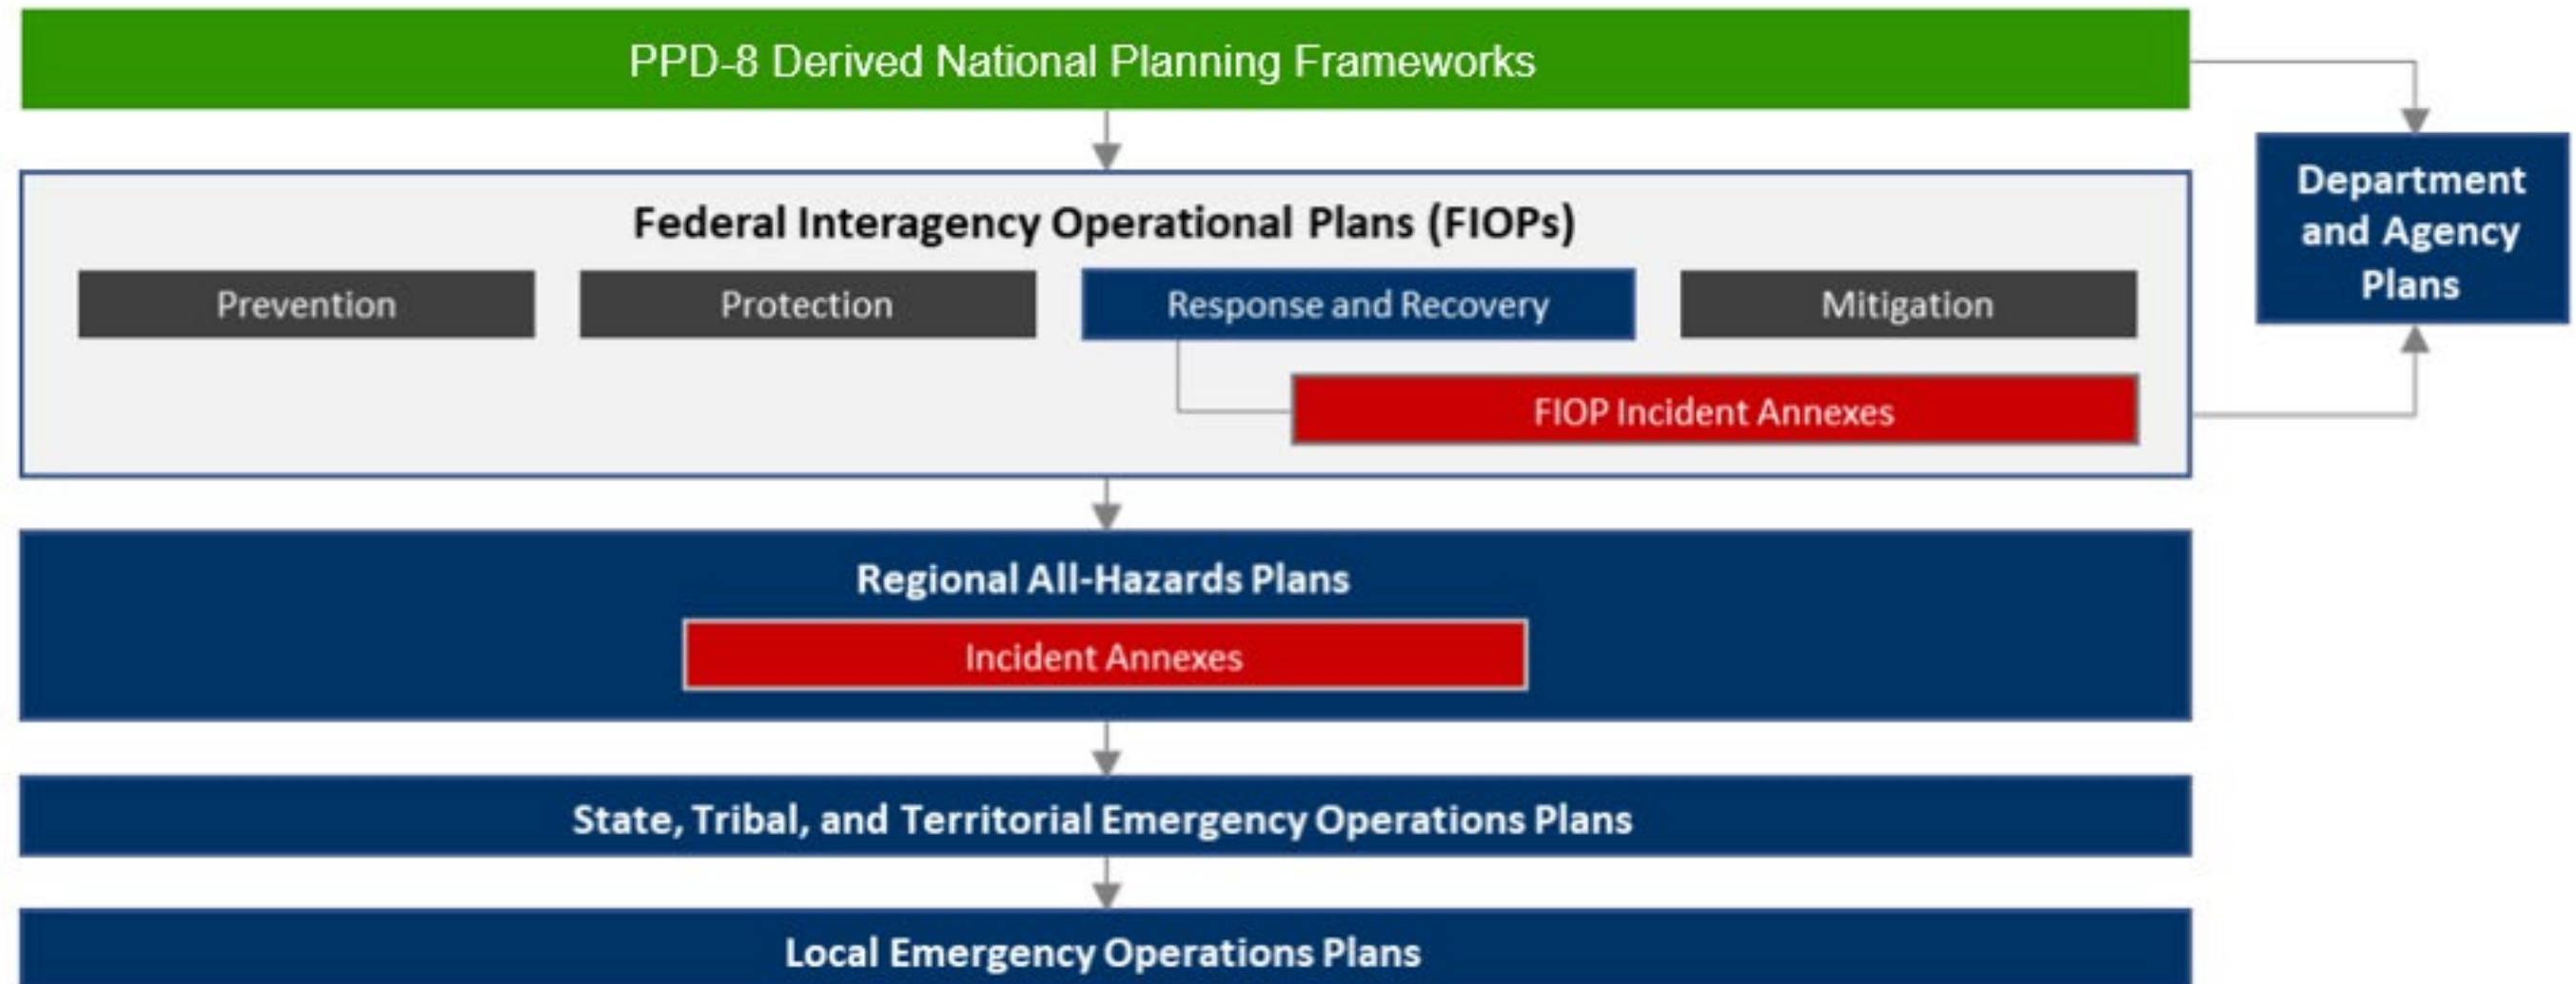 PPD-8 Derived National Planning Frameworks
Department
and Agency
Plans
Federal Interagency Operational Plans (FIOPs)
Prevention
Protection
Response and Recovery
Mitigation
FIOP Incident Annexes
Regional All-Hazards Plans
Incident Annexes
State, Tribal, and Territorial Emergency Operations Plans
Local Emergency Operations Plans